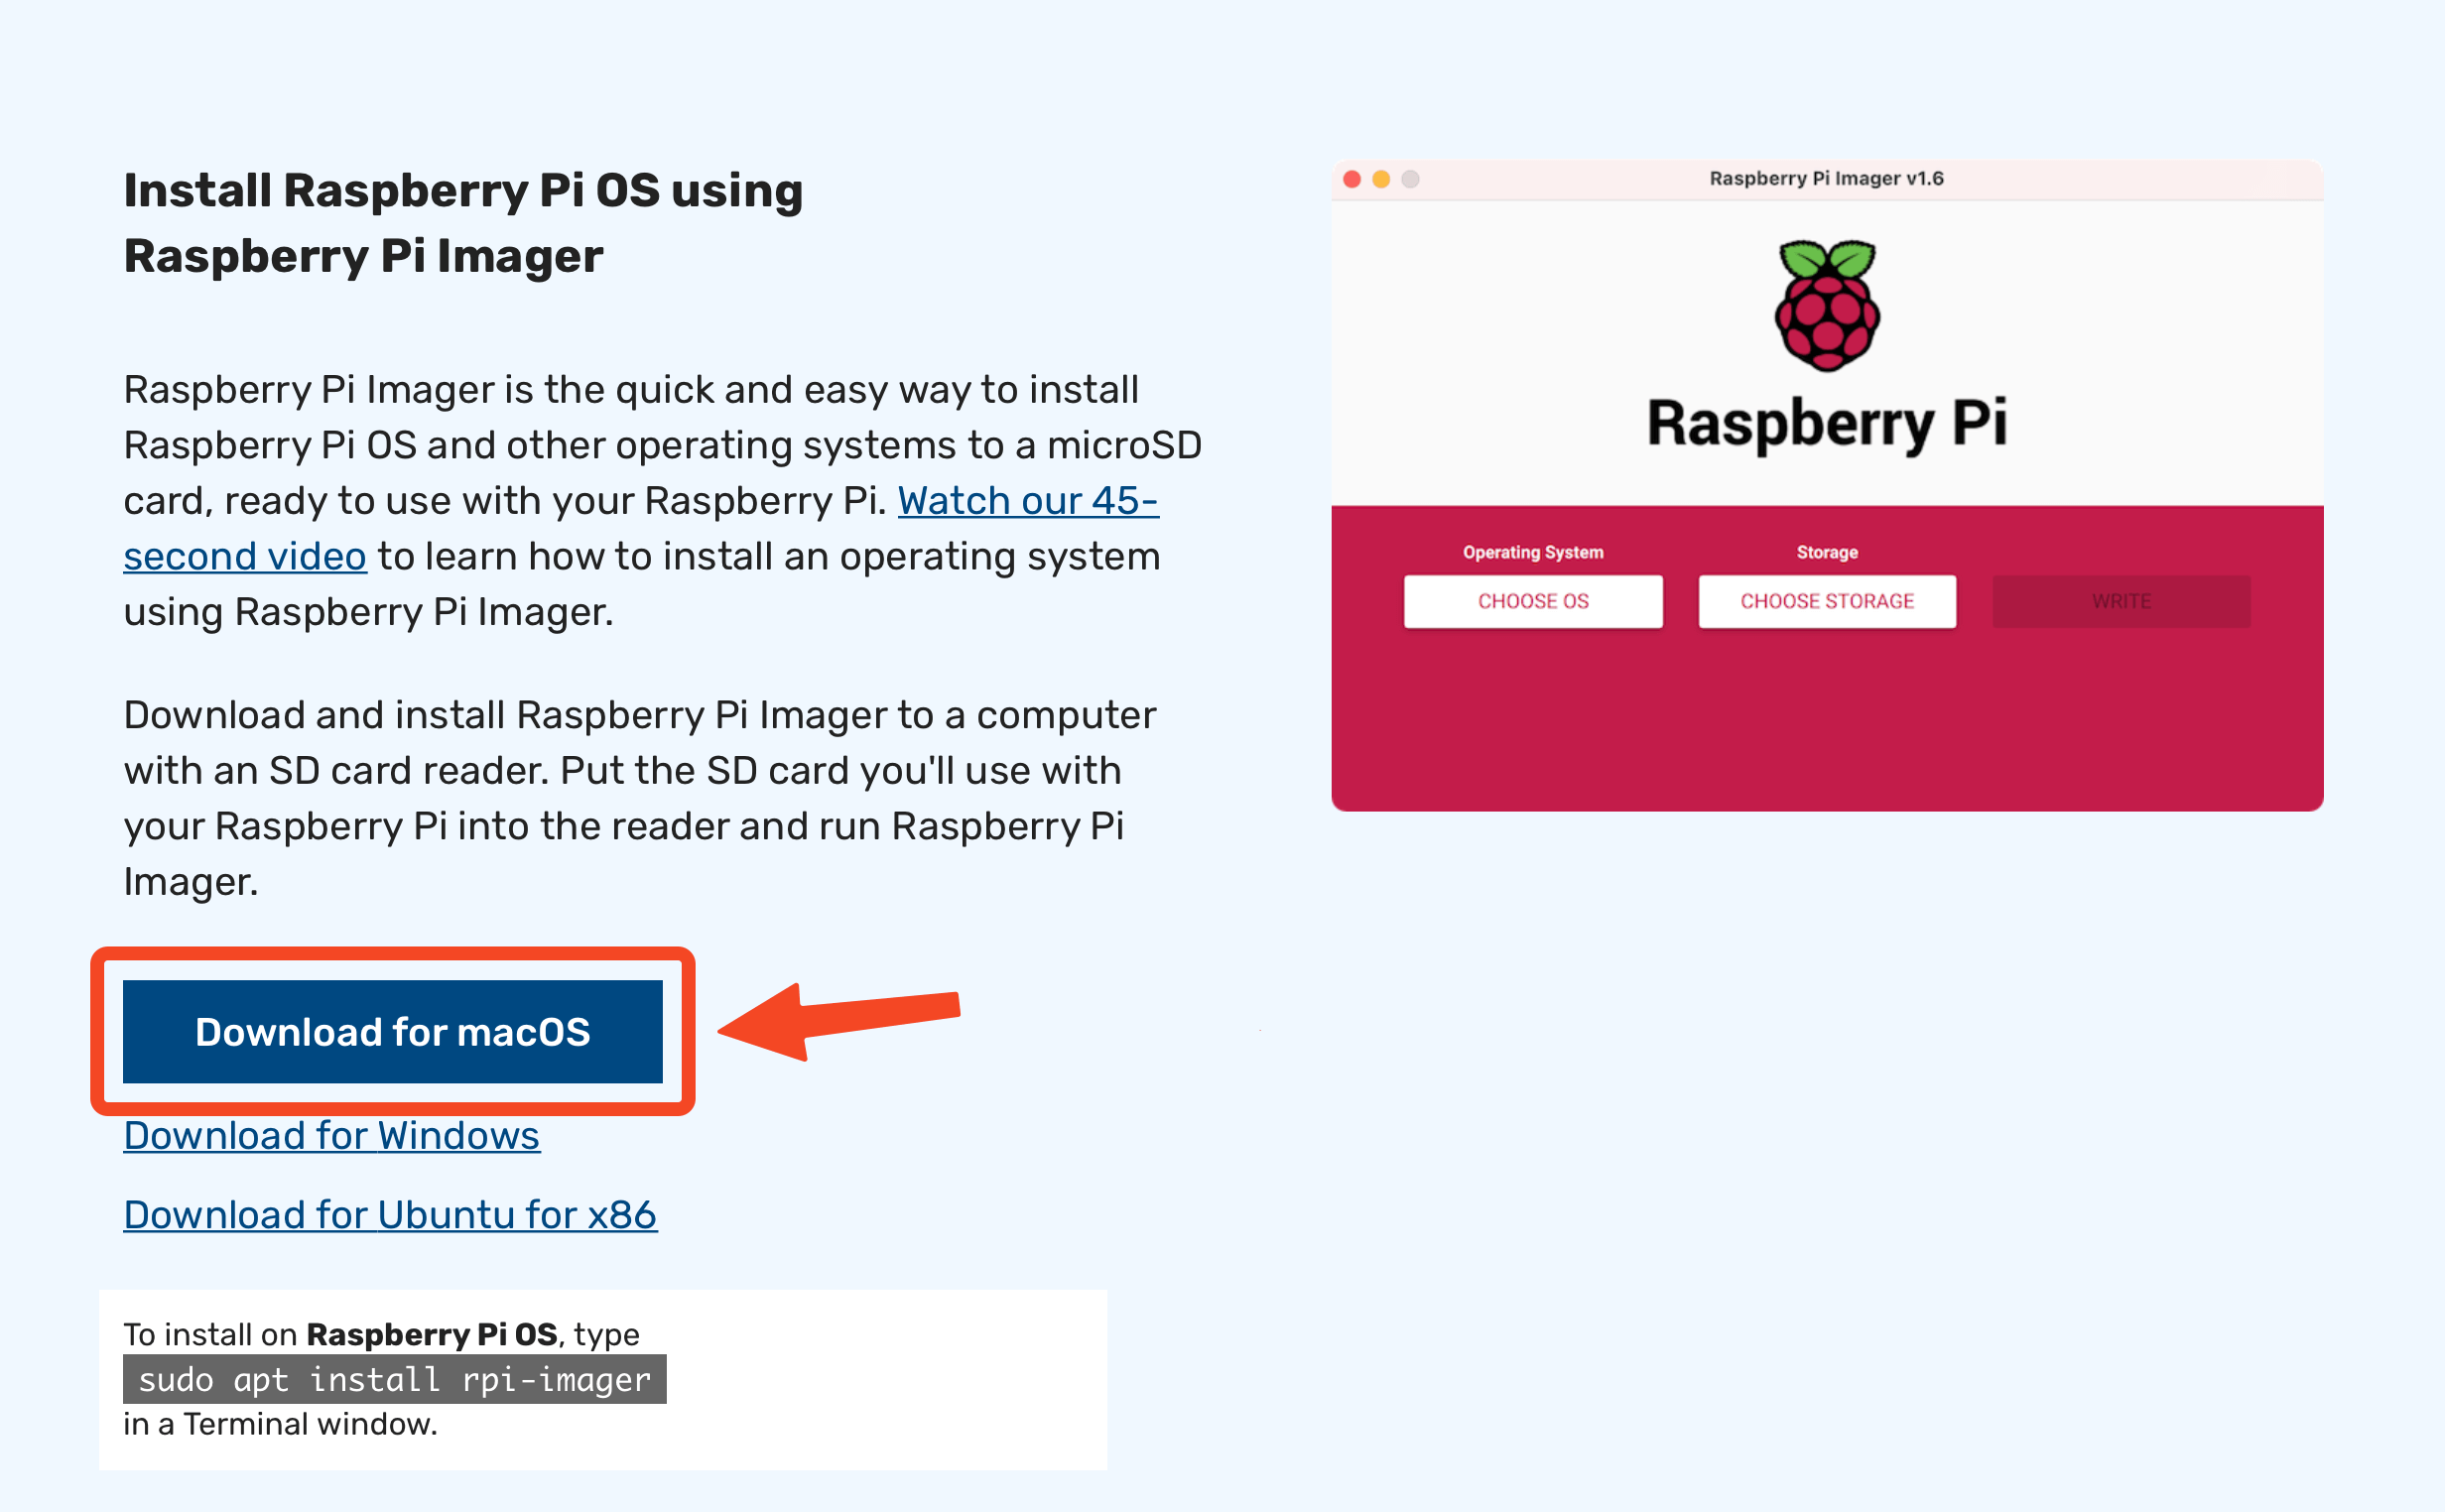 Install Raspberry Pi OS using
Raspberry Pi Imager
Raspberry Pi Imager is the quick and easy way to install
Raspberry Pi OS and other operating systems to a microSD
card, ready to use with your Raspberry Pi. Watch our 45-
second video to learn how to install an operating system
using Raspberry Pi Imager.
Download and install Raspberry Pi Imager to a computer
with an SD card reader. Put the SD card you'll use with
your Raspberry Pi into the reader and run Raspberry Pi
Imager.
Download for macOS
Download for Windows
Download for Ubuntu for x86
To install on Raspberry Pi OS, type
sudo apt install rpi-imager
in a Terminal window.
Raspberry Pi Imager v1.6
Raspberry Pi
Operating System
Storage
CHOOSE OS
CHOOSE STORAGE
WRITE